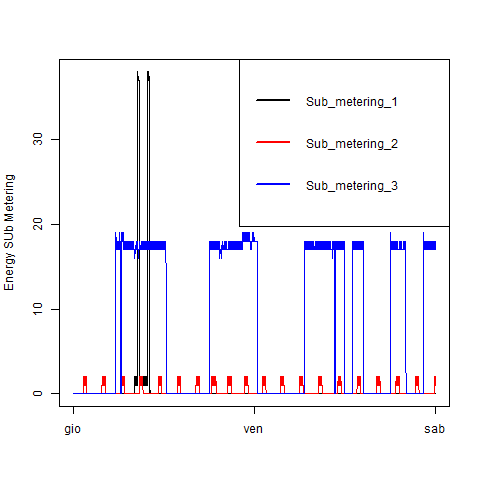 Sub_metering_1
Sub_metering_2
Sub_metering_3
Energy SUb Metering
30
20
10
0
gio ven sab